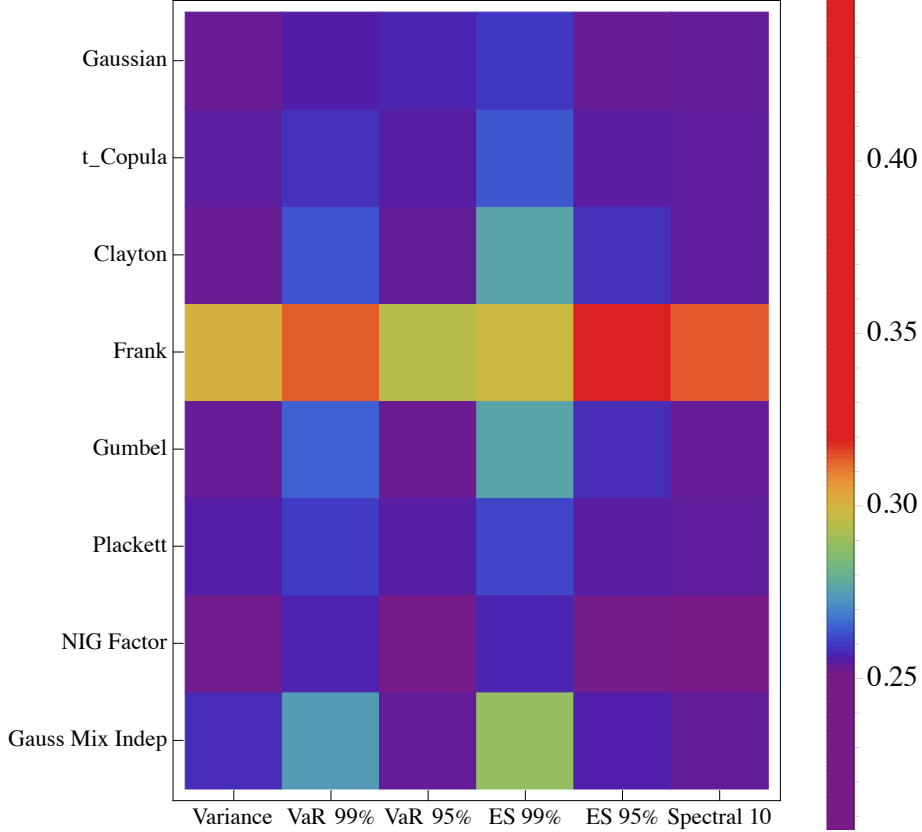 Gaussian
t_Copula
Clayton
Frank
Gumbel
Plackett
NIG Factor
Gauss Mix Indep
Variance VaR 99% VaR 95% ES 99% ES 95% Spectral 10
0.40
0.35
0.30
0.25